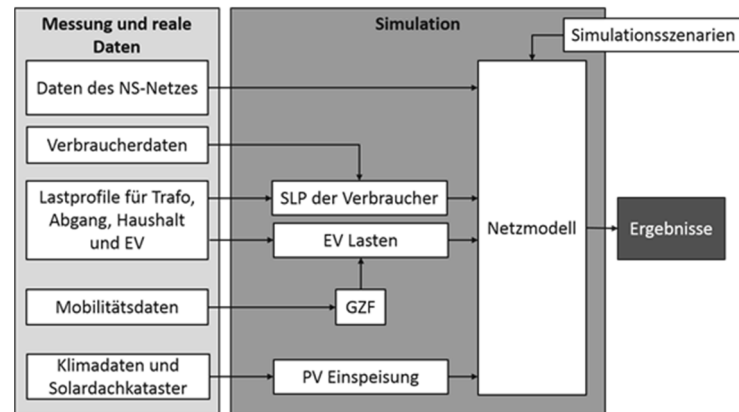 Messung und reale
Daten
Simulation
Simulationsszenarien
Daten des NS-Netzes
Verbraucherdaten
Lastprofile für Trafo,
Abgang, Haushalt
und EV
SLP der Verbraucher
EV Lasten
Netzmodell
Ergebnisse
Mobilitätsdaten
GZF
Klimadaten und
Solardachkataster
PV Einspeisung